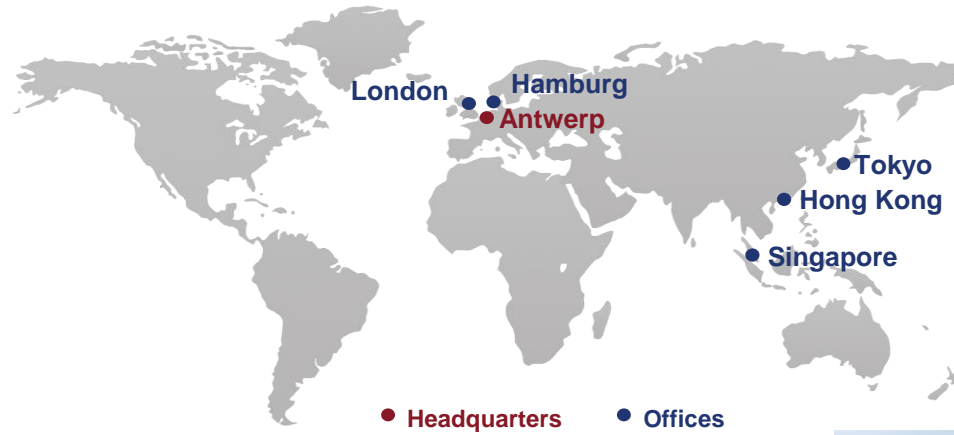 Hamburg
London
Antwerp
Tokyo
Hong Kong
Singapore
Headquarters
Offices